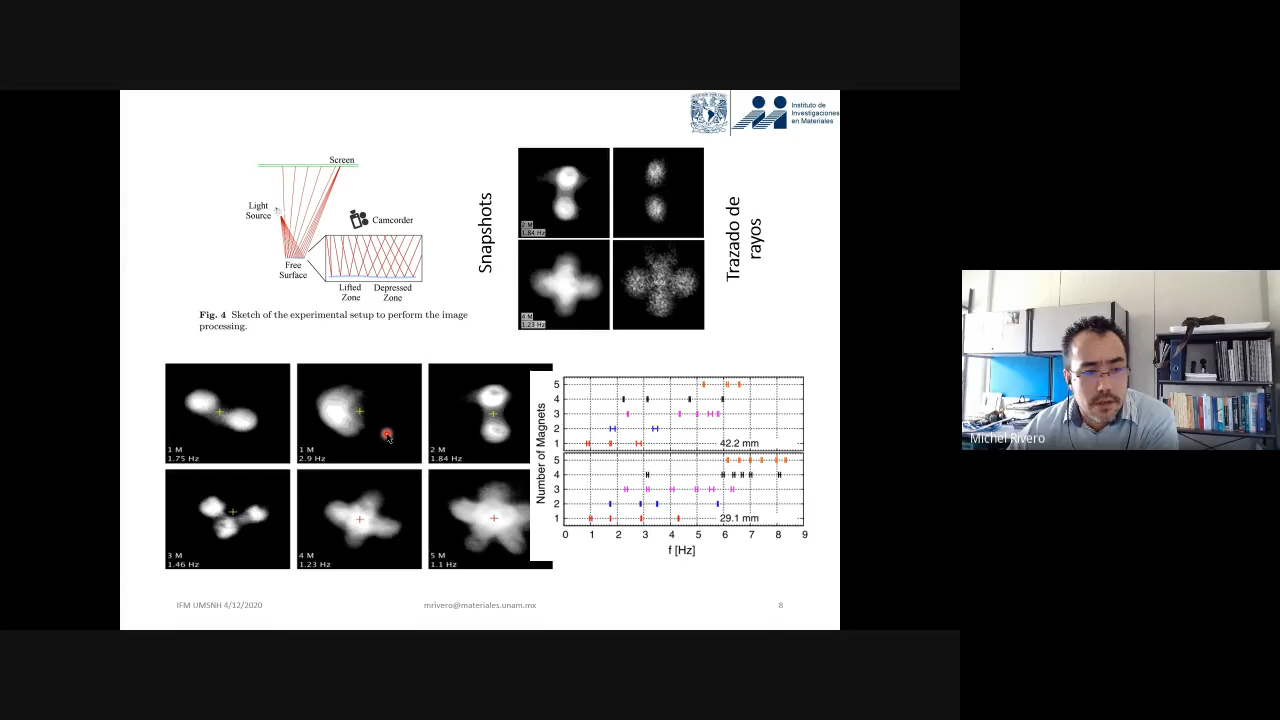 Instituto de
Investigaciones
en Materiales
Screen
Light
Source
Camcorder
Free
Surface
Lifted
Zone
Depressed
Zone
Fig. 4 Sketch of the experimental setup to perform the image
processing.
Snapshots
2 M
1.84 Hz
4 M
1.23 Hz
Trazado de
rayos
1 M
1.75 Hz
1 M
2.9 Hz
2 M
1.84 Hz
3 M
1.46 Hz
4 M
1.23 Hz
5 M
1.1 Hz
Number of Magnets
5
4
3
2
1
42.2 mm
5
4
3
2
1
29.1 mm
0 1 2 3 4 5 6 7 8 9
f [Hz]
Michel Rivero
IFM UMSNH 4/12/2020
mrivero@materiales.unam.mx
8